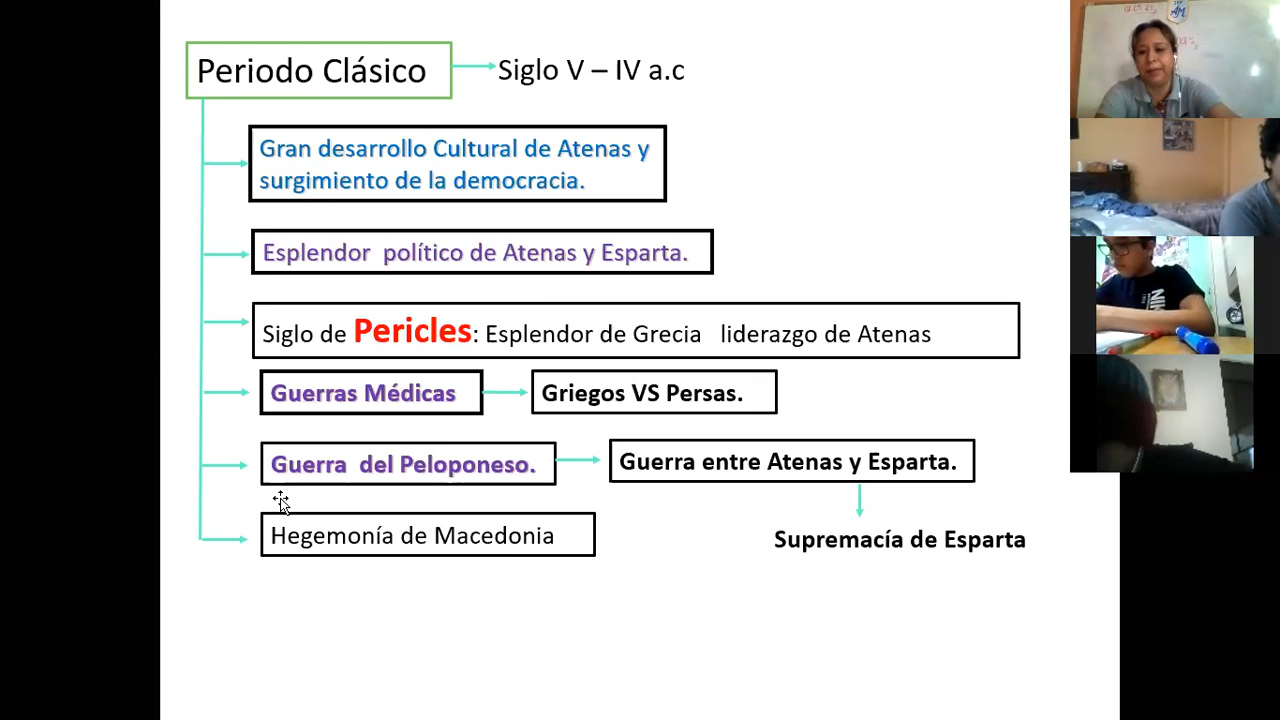 Periodo Clásico
Siglo V – IV a.c
Gran desarrollo Cultural de Atenas y
surgimiento de la democracia.
Esplendor político de Atenas y Esparta.
Siglo de Pericles: Esplendor de Grecia liderazgo de Atenas
Guerras Médicas
Griegos VS Persas.
Guerra del Peloponeso.
Guerra entre Atenas y Esparta.
Hegemonía de Macedonia
Supremacía de Esparta
AM